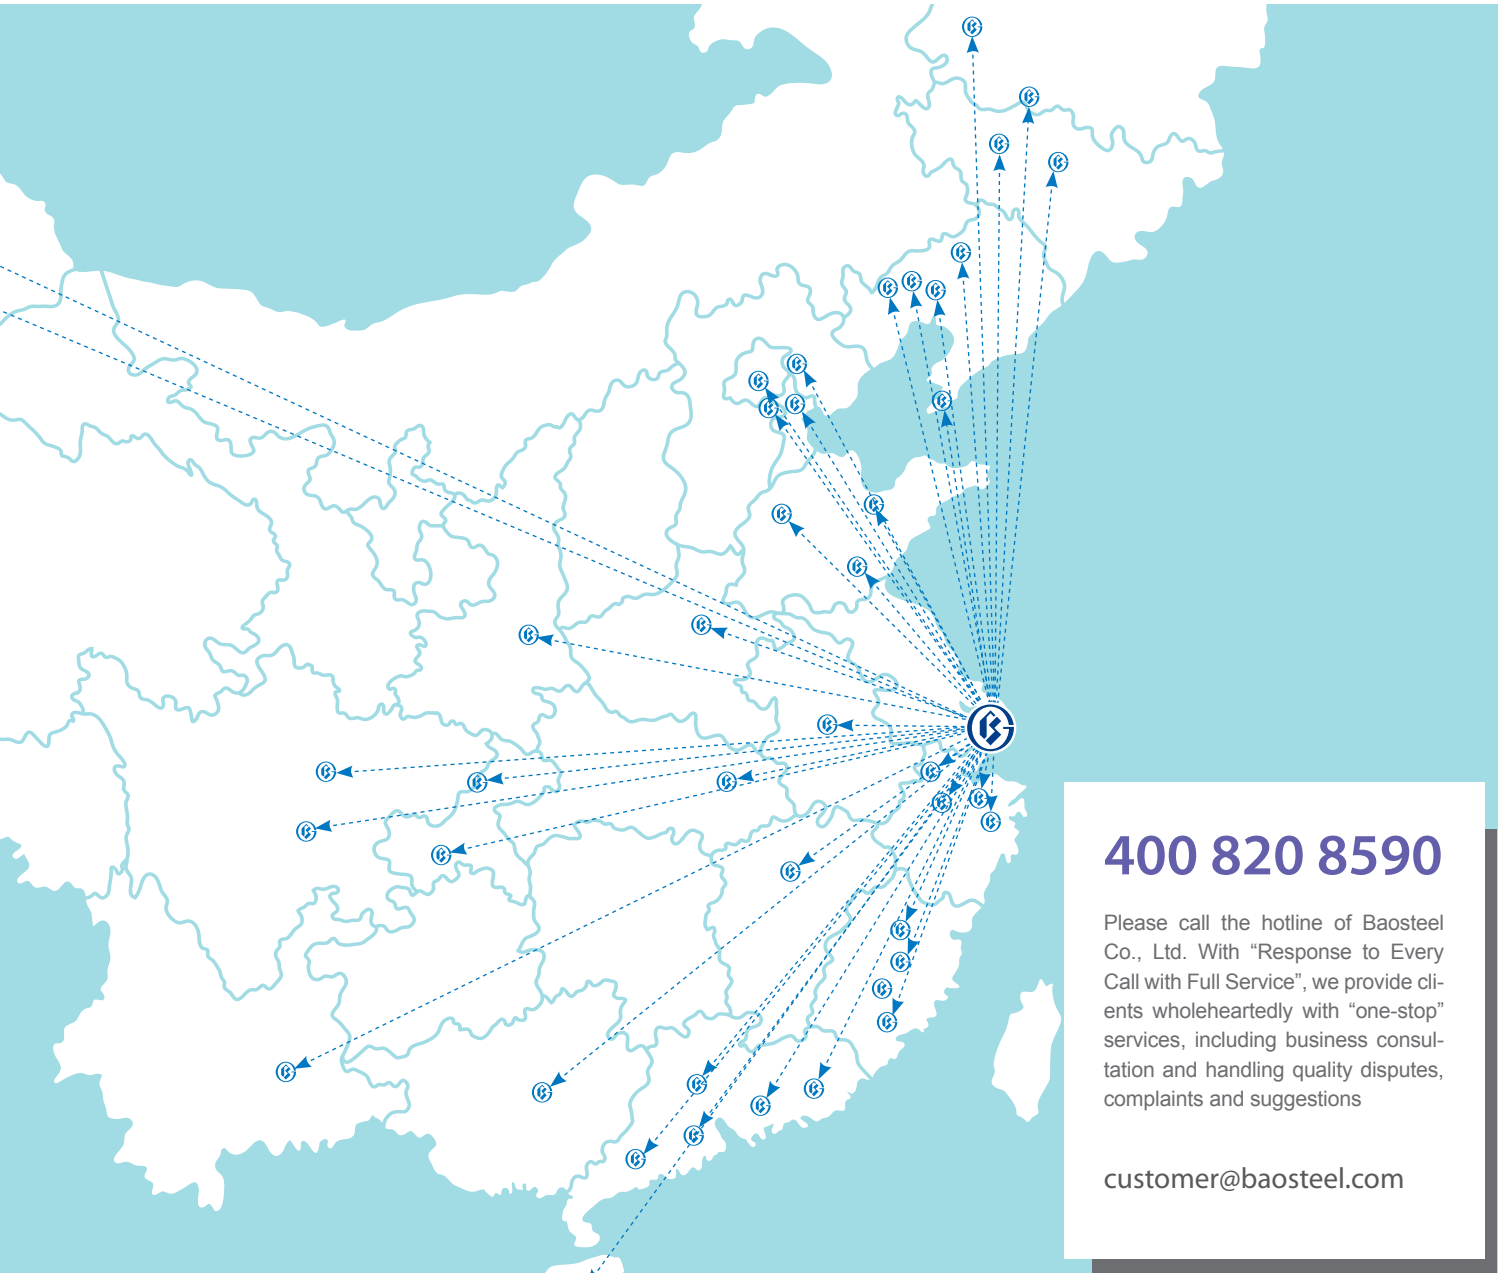 400 820 8590
Please call the hotline of Baosteel
Co., Ltd. With “Response to Every
Call with Full Service”, we provide cli-
ents wholeheartedly with “one-stop”
services, including business consul-
tation and handling quality disputes,
complaints and suggestions
customer@baosteel.com